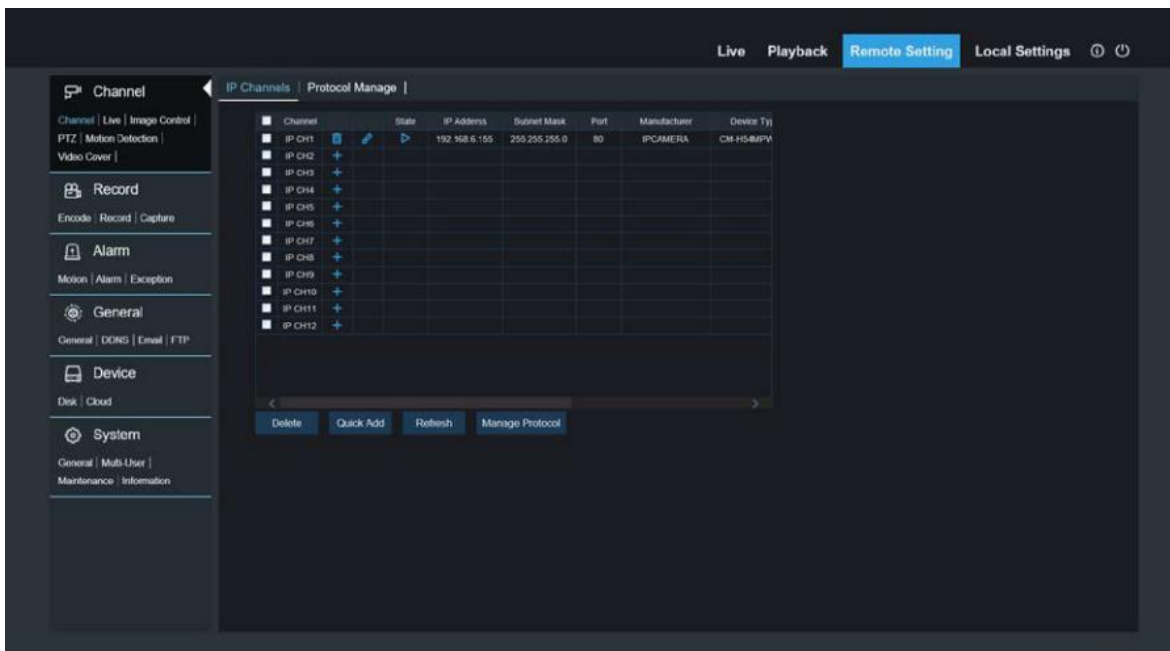 Live Playback Remote Setting Local Settings
Channel
Channel | Live | Image Control |
PTZ | Motion Detection |
Video Cover |
Record
Encode | Record | Capture
Alarm
Motion | Alarm | Exception
General
General | DDNS | Email | FTP
Device
Disk | Cloud
System
General | Multi-User |
Maintenance | Information
IP Channels | Protocol Manage |
Channel State IP Adderss Subnet Mask Port Manufacturer Device Typ
IP CH1 192.168.6.155 255.255.255.0 80 IPCAMERA CM-H54MPW
IP CH2
IP CH3
IP CH4
IP CH5
IP CH6
IP CH7
IP CH8
IP CH9
IP CH10
IP CH11
IP CH12
Delete Quick Add Refresh Manage Protocol